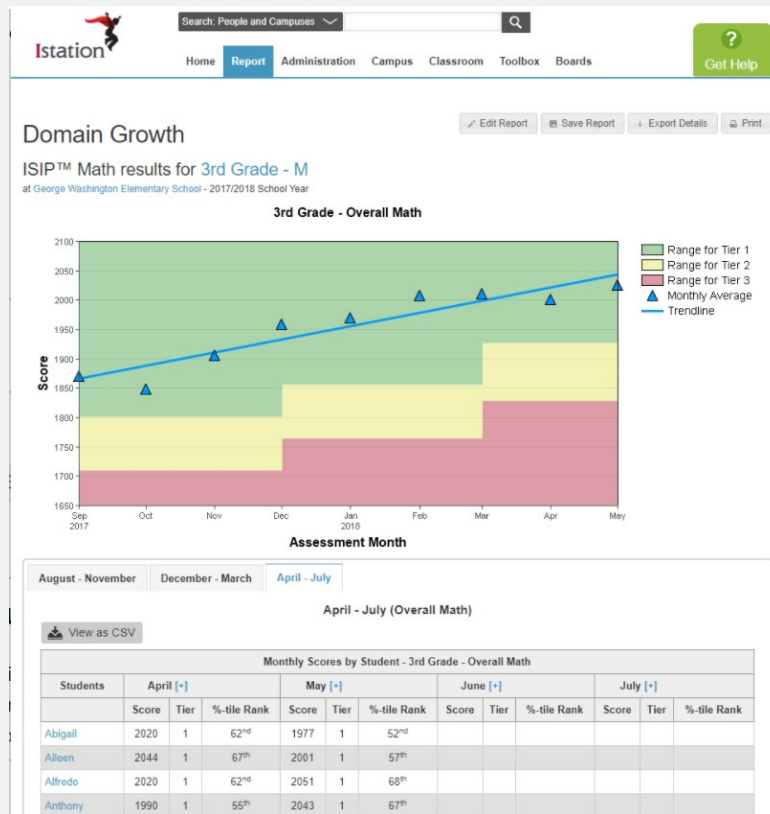 Search: People and Campuses
Istation
Get Help
Home Report Administration Campus Classroom Toolbox Boards
Domain Growth
Edit Report Save Report Export Details Print
ISIP™ Math results for 3rd Grade - M
at George Washington Elementary School - 2017/2018 School Year
3rd Grade - Overall Math
2100
2050
2000
1950
1900
1850
1800
1750
1700
1650
Score
Range for Tier 1
Range for Tier 2
Range for Tier 3
Monthly Average
Trendline
Sep Oct Nov Dec Jan Feb Mar Apr May
2017 2018
Assessment Month
August - November December - March April - July
April - July (Overall Math)
View as CSV
Monthly Scores by Student - 3rd Grade - Overall Math
Students April [+] May [+] June [+] July [+]
Score Tier %-tile Rank Score Tier %-tile Rank Score Tier %-tile Rank Score Tier %-tile Rank
Abigail 2020 1 62nd 1977 1 52nd
Aileen 2044 1 67th 2001 1 57th
Alfredo 2020 1 62nd 2051 1 68th
Anthony 1990 1 55th 2043 1 67th